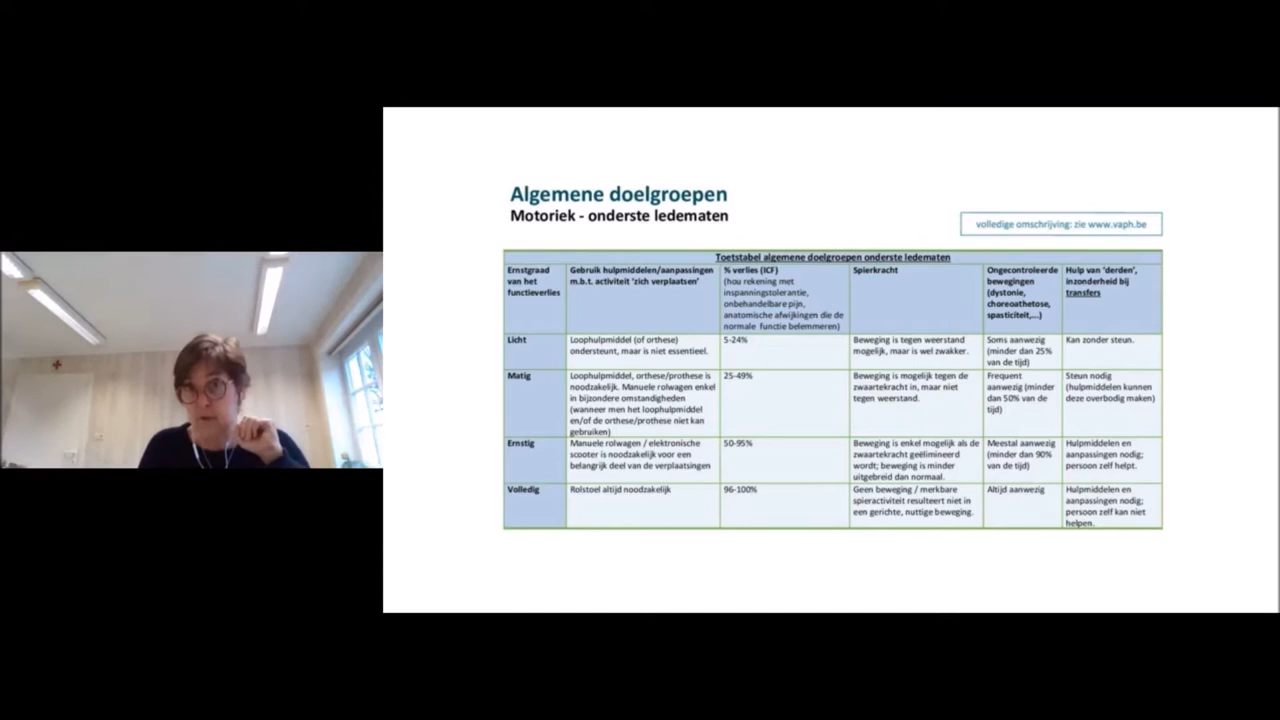 Algemene doelgroepen
Motoriek - onderste ledematen
volledige omschrijving: zie www.vaph.be
Toetstabel algemene doelgroepen onderste ledematen
Ernstgraad
van het
functieverlies
Gebruik hulpmiddelen/aanpassingen
m.b.t. activiteit 'zich verplaatsen'
% verlies (ICF)
(hou rekening met
inspanningstolerantie,
onbehandelbare pijn,
anatomische afwijkingen die de
normale functie belemmeren)
Spierkracht
Ongecontroleerde
bewegingen
(dystonie,
choreoathetose,
spasticiteit,...)
Hulp van 'derden',
inzonderheid bij
transfers
Licht
Loophulpmiddel (of orthese)
ondersteunt, maar is niet essentieel.
5-24%
Beweging is tegen weerstand
mogelijk, maar is wel zwakker.
Soms aanwezig
(minder dan 25%
van de tijd)
Kan zonder steun.
Matig
Loophulpmiddel, orthese/prothese is
noodzakelijk. Manuele rolwagen enkel
in bijzondere omstandigheden
(wanneer men het loophulpmiddel
en/of de orthese/prothese niet kan
gebruiken)
25-49%
Beweging is mogelijk tegen de
zwaartekracht in, maar niet
tegen weerstand.
Frequent
aanwezig (minder
dan 50% van de
tijd)
Steun nodig
(hulpmiddelen kunnen
deze overbodig maken)
Ernstig
Manuele rolwagen / elektronische
scooter is noodzakelijk voor een
belangrijk deel van de verplaatsingen
50-95%
Beweging is enkel mogelijk als de
zwaartekracht geëlimineerd
wordt; beweging is minder
uitgebreid dan normaal.
Meestal aanwezig
(minder dan 90%
van de tijd)
Hulpmiddelen en
aanpassingen nodig;
persoon zelf helpt.
Volledig
Rolstoel altijd noodzakelijk
96-100%
Geen beweging / merkbare
spieractiviteit resulteert niet in
een gerichte, nuttige beweging.
Altijd aanwezig
Hulpmiddelen en
aanpassingen nodig;
persoon zelf kan niet
helpen.